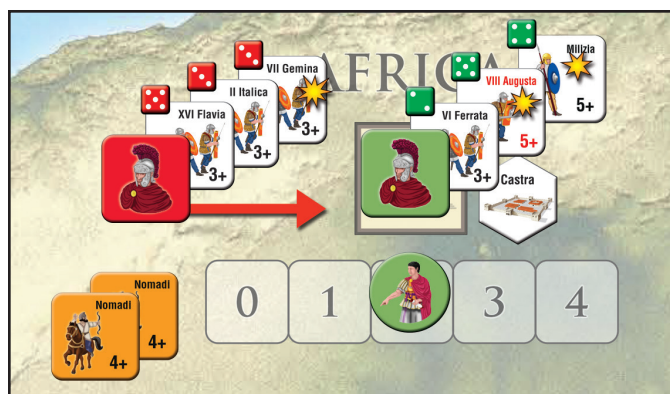 AFRICA
VII Gemina
3+
II Italica
3+
XVI Flavia
3+
Milizia
5+
VIII Augusta
5+
VI Ferrata
3+
Castra
Nomadi
4+
Nomadi
4+
0 1 3 4